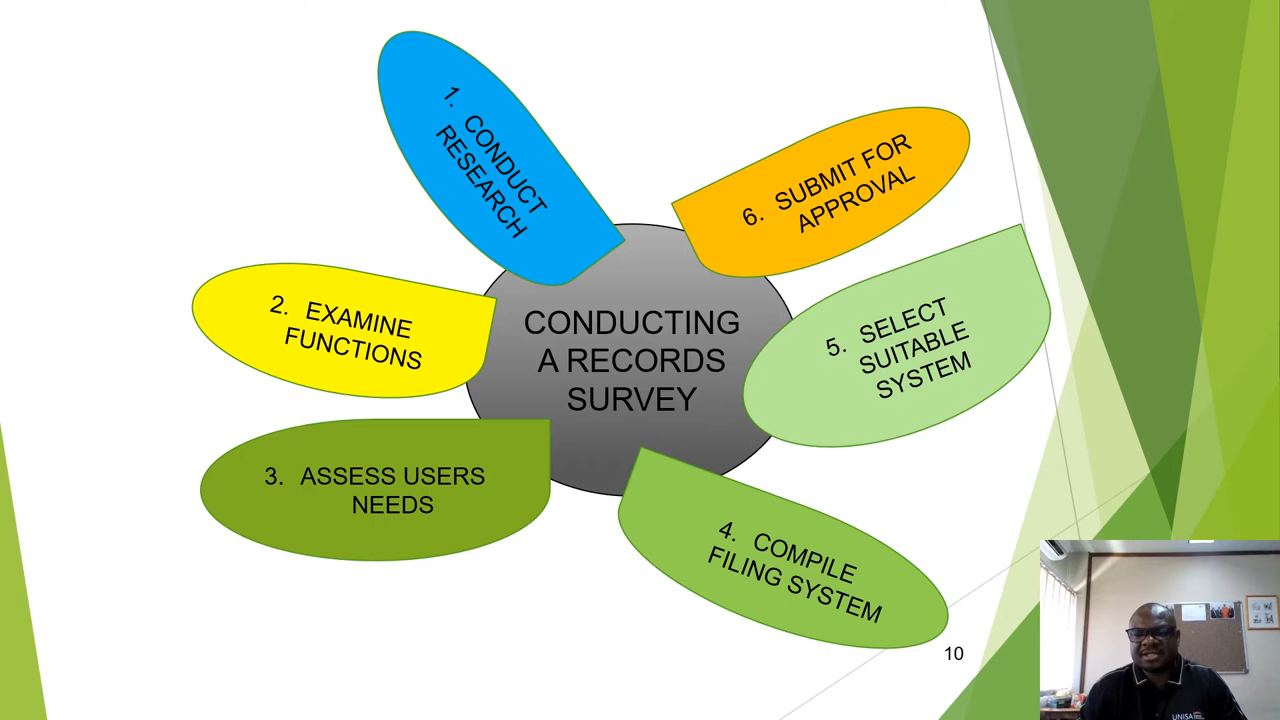 1. CONDUCT
RESEARCH
2. EXAMINE
FUNCTIONS
3. ASSESS USERS
NEEDS
4. COMPILE
FILING SYSTEM
5. SELECT
SUITABLE
SYSTEM
6. SUBMIT FOR
APPROVAL
CONDUCTING
A RECORDS
SURVEY
10
UNISA